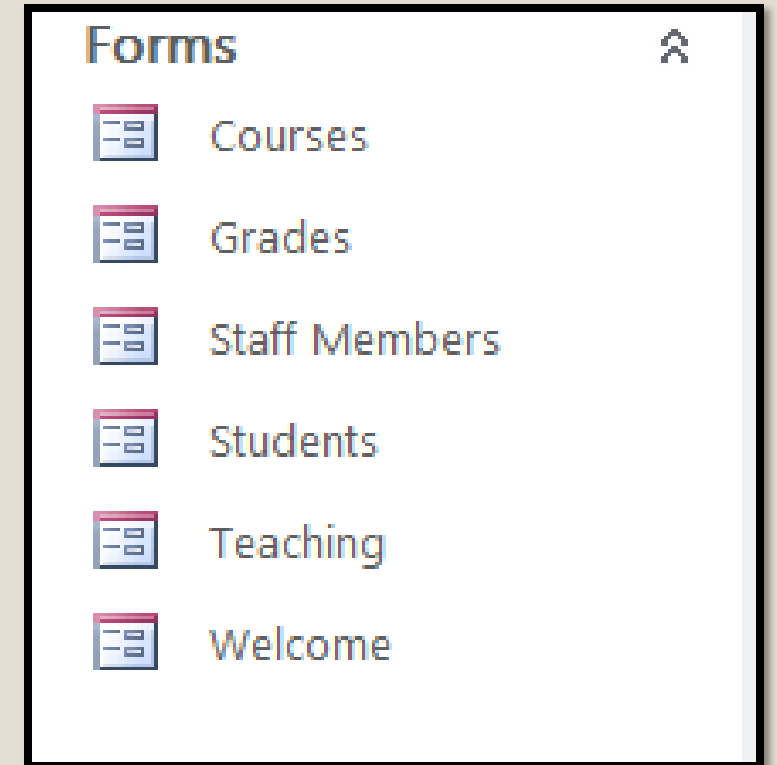 Forms
Courses
Grades
Staff Members
Students
Teaching
Welcome